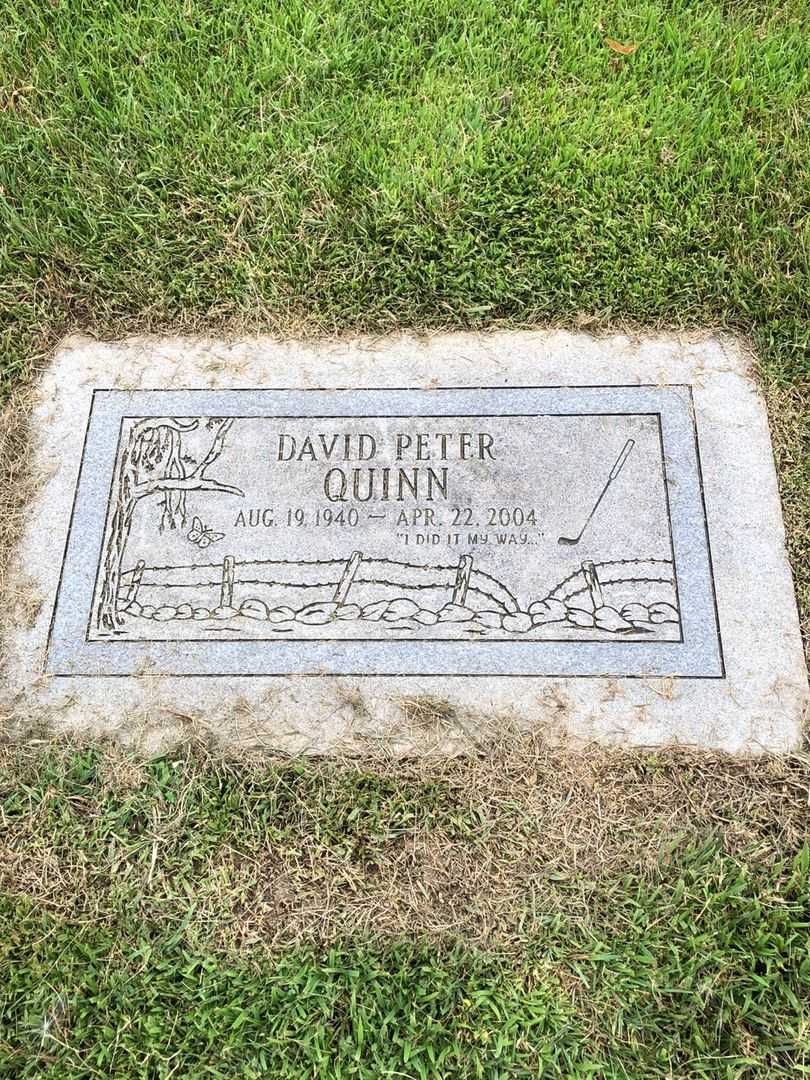 DAVID PETER
QUINN
AUG. 19, 1940 — APR. 22, 2004
"I DID IT MY WAY..."